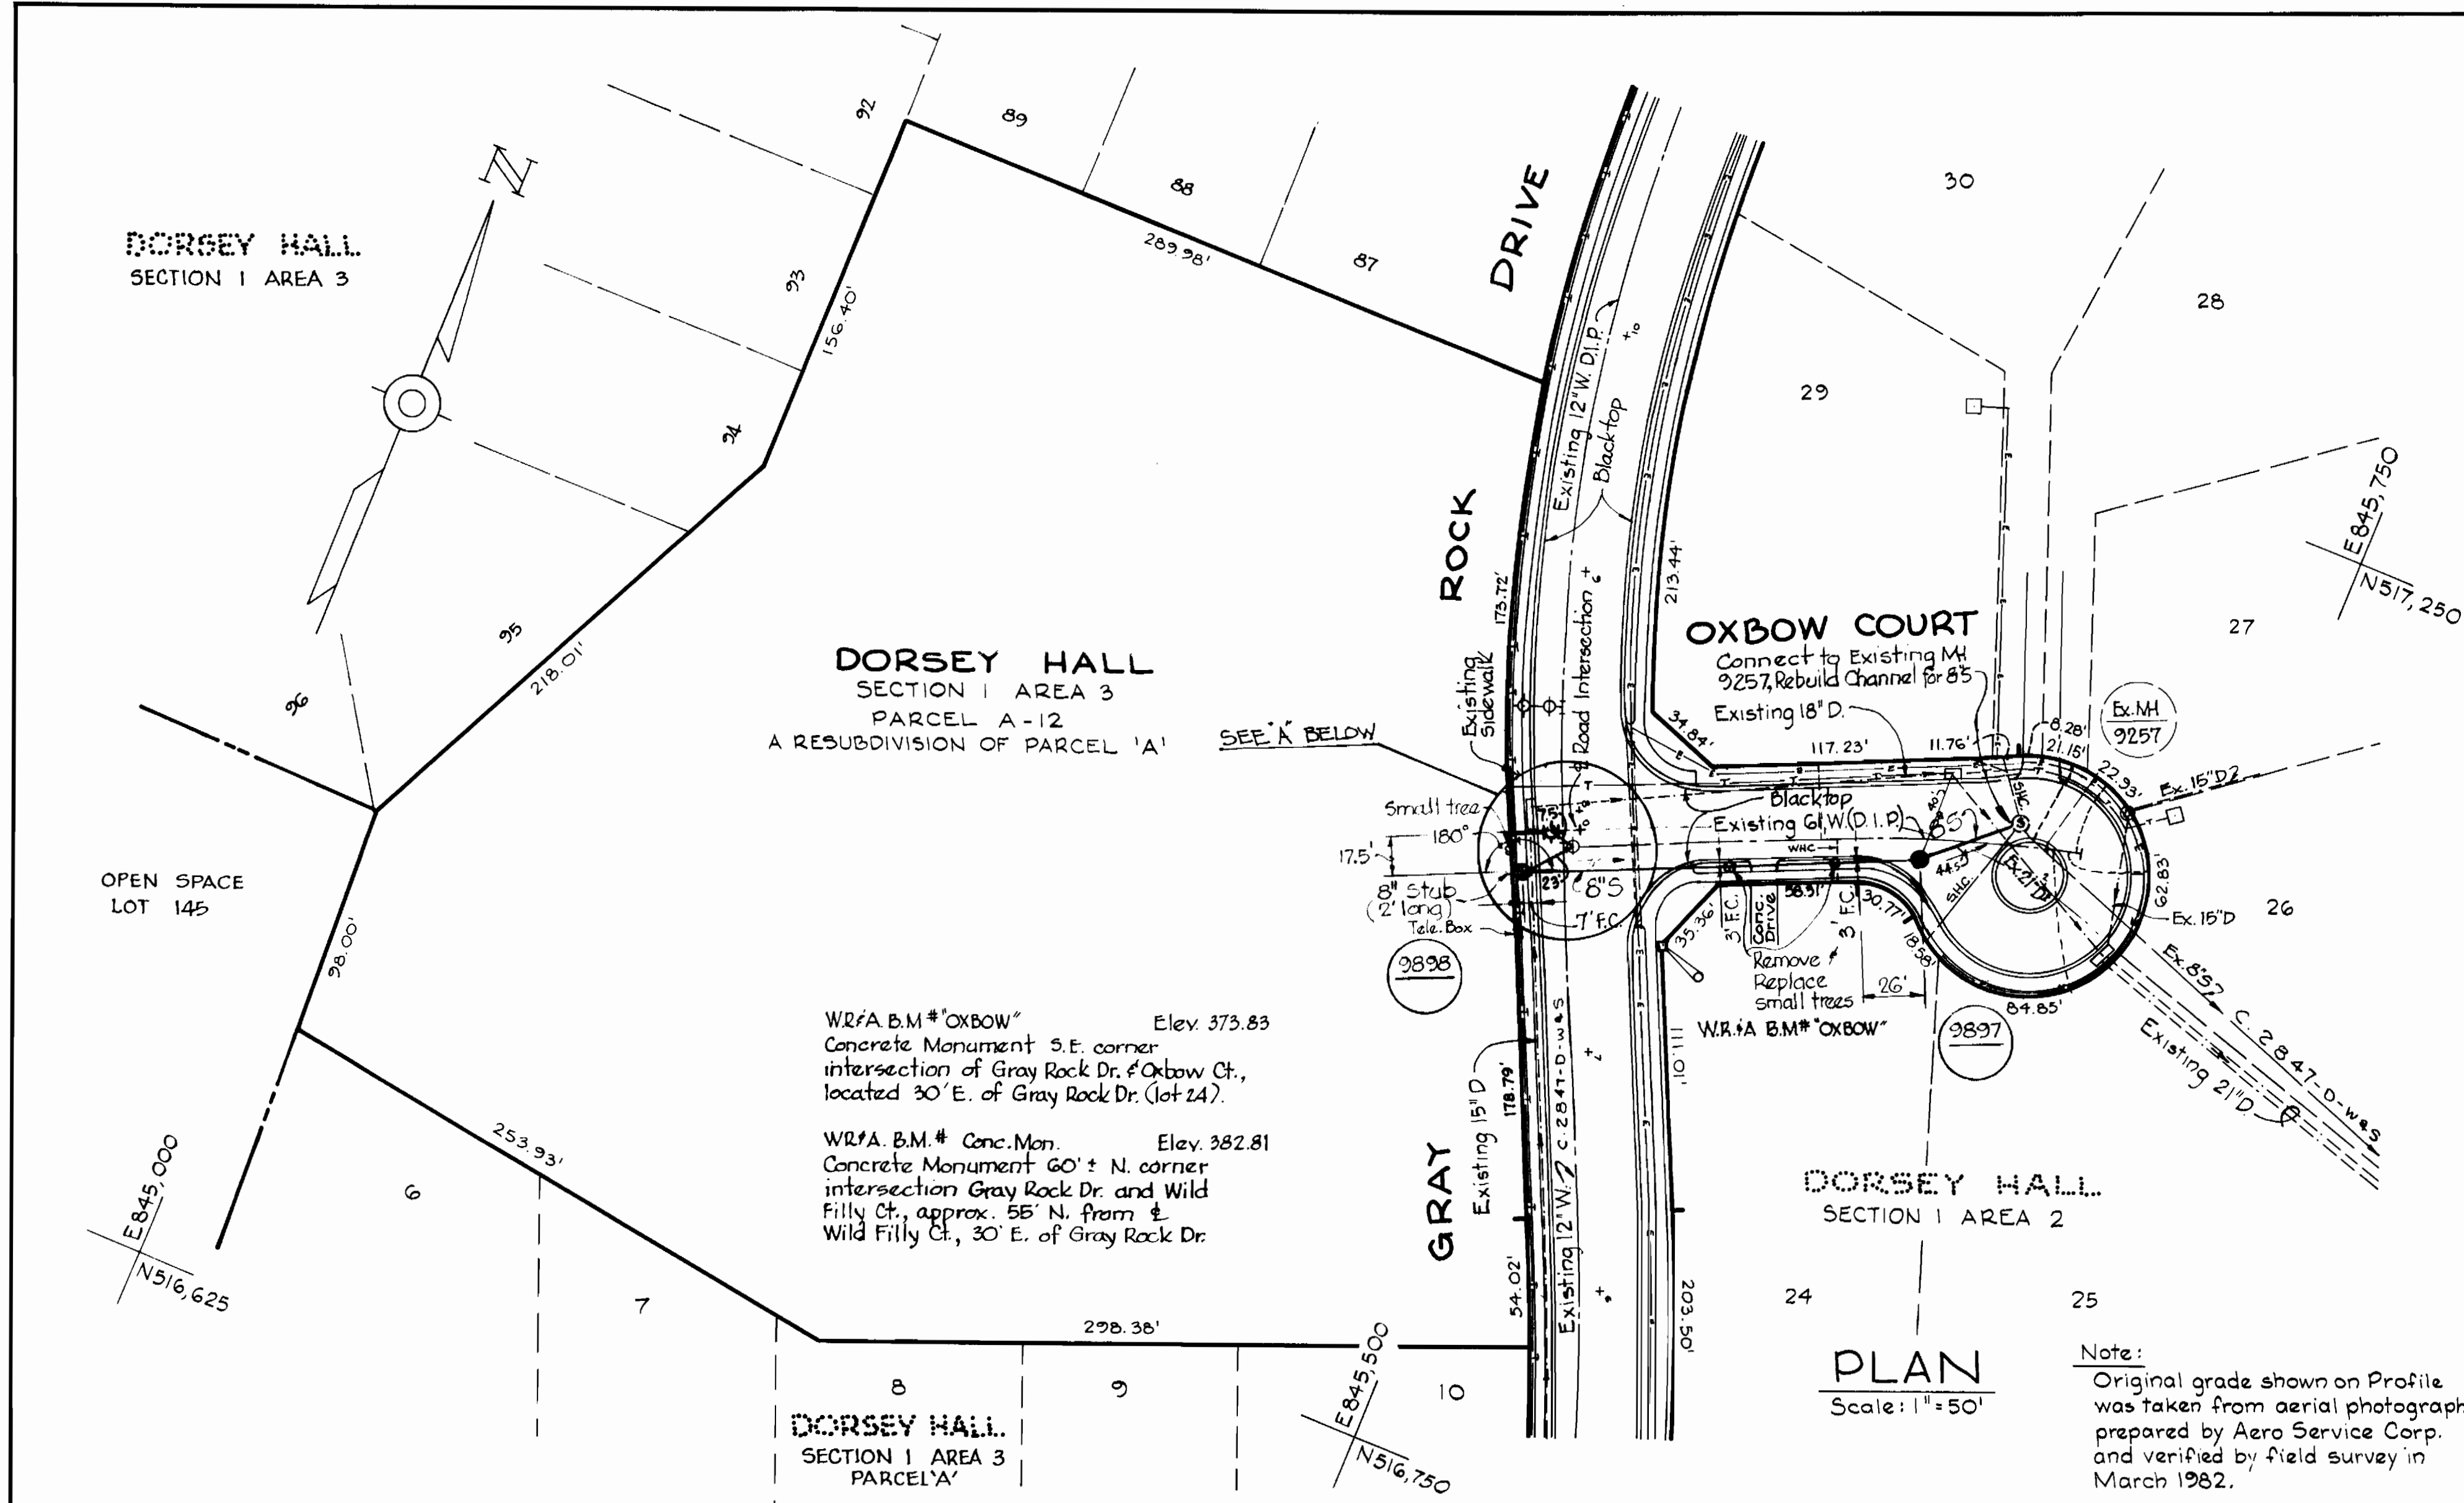 DORSEY HALL
SECTION 1 AREA 3
N
92
89
88
87
93
94
95
96
289.98'
156.40'
218.01'
98.00'
253.93'
298.38'
DORSEY HALL
SECTION 1 AREA 3
PARCEL A-12
A RESUBDIVISION OF PARCEL 'A'
OPEN SPACE
LOT 145
SEE "A" BELOW
W.R.&A. B.M # "OXBOW" Elev. 373.83
Concrete Monument S.E. corner
intersection of Gray Rock Dr. & Oxbow Ct.,
located 30' E. of Gray Rock Dr. (lot 24).
W.R.&A. B.M. # Conc. Mon. Elev. 382.81
Concrete Monument 60' ± N. corner
intersection Gray Rock Dr. and Wild
Filly Ct., approx. 55' N. from ℄
Wild Filly Ct., 30' E. of Gray Rock Dr.
E845,000
N516,625
6
7
8
9
10
DORSEY HALL
SECTION 1 AREA 3
PARCEL 'A'
E845,500
N516,750
GRAY ROCK DRIVE
Existing 12" W. D.I.P.
Blacktop
173.72'
213.44'
Existing
Sidewalk
℄ Road Intersection
Small tree
180°
17.5'
7.5'
23'
8" Stub
(2' long)
Tele. Box
8"S
7' F.C.
9898
Existing 15" D
178.79'
54.02'
Existing 12" W.
C. 2847-D-W&S
111.01'
203.50'
30
29
28
27
26
25
24
OXBOW COURT
Connect to Existing MH
9257, Rebuild Channel for 8"S
Existing 18" D.
34.84'
117.23'
11.76'
8.28'
21.15'
22.93'
Ex. MH
9257
Ex. 15" D
Blacktop
Existing 6" W. (D.I.P.)
WHC
40'
8"S
S.H.C.
S.H.C.
Ex. 21" D
62.83'
Ex. 15" D
35.36'
3' F.C.
Conc.
Drive
3' F.C.
30.77'
18.58'
Remove &
Replace
small trees
26'
W.R.&A B.M# "OXBOW"
9897
84.85'
Ex. 8"S
C. 2847-D-W&S
Existing 21" D.
E845,750
N517,250
DORSEY HALL
SECTION 1 AREA 2
PLAN
Scale: 1" = 50'
Note:
Original grade shown on Profile
was taken from aerial photograph
prepared by Aero Service Corp.
and verified by field survey in
March 1982.